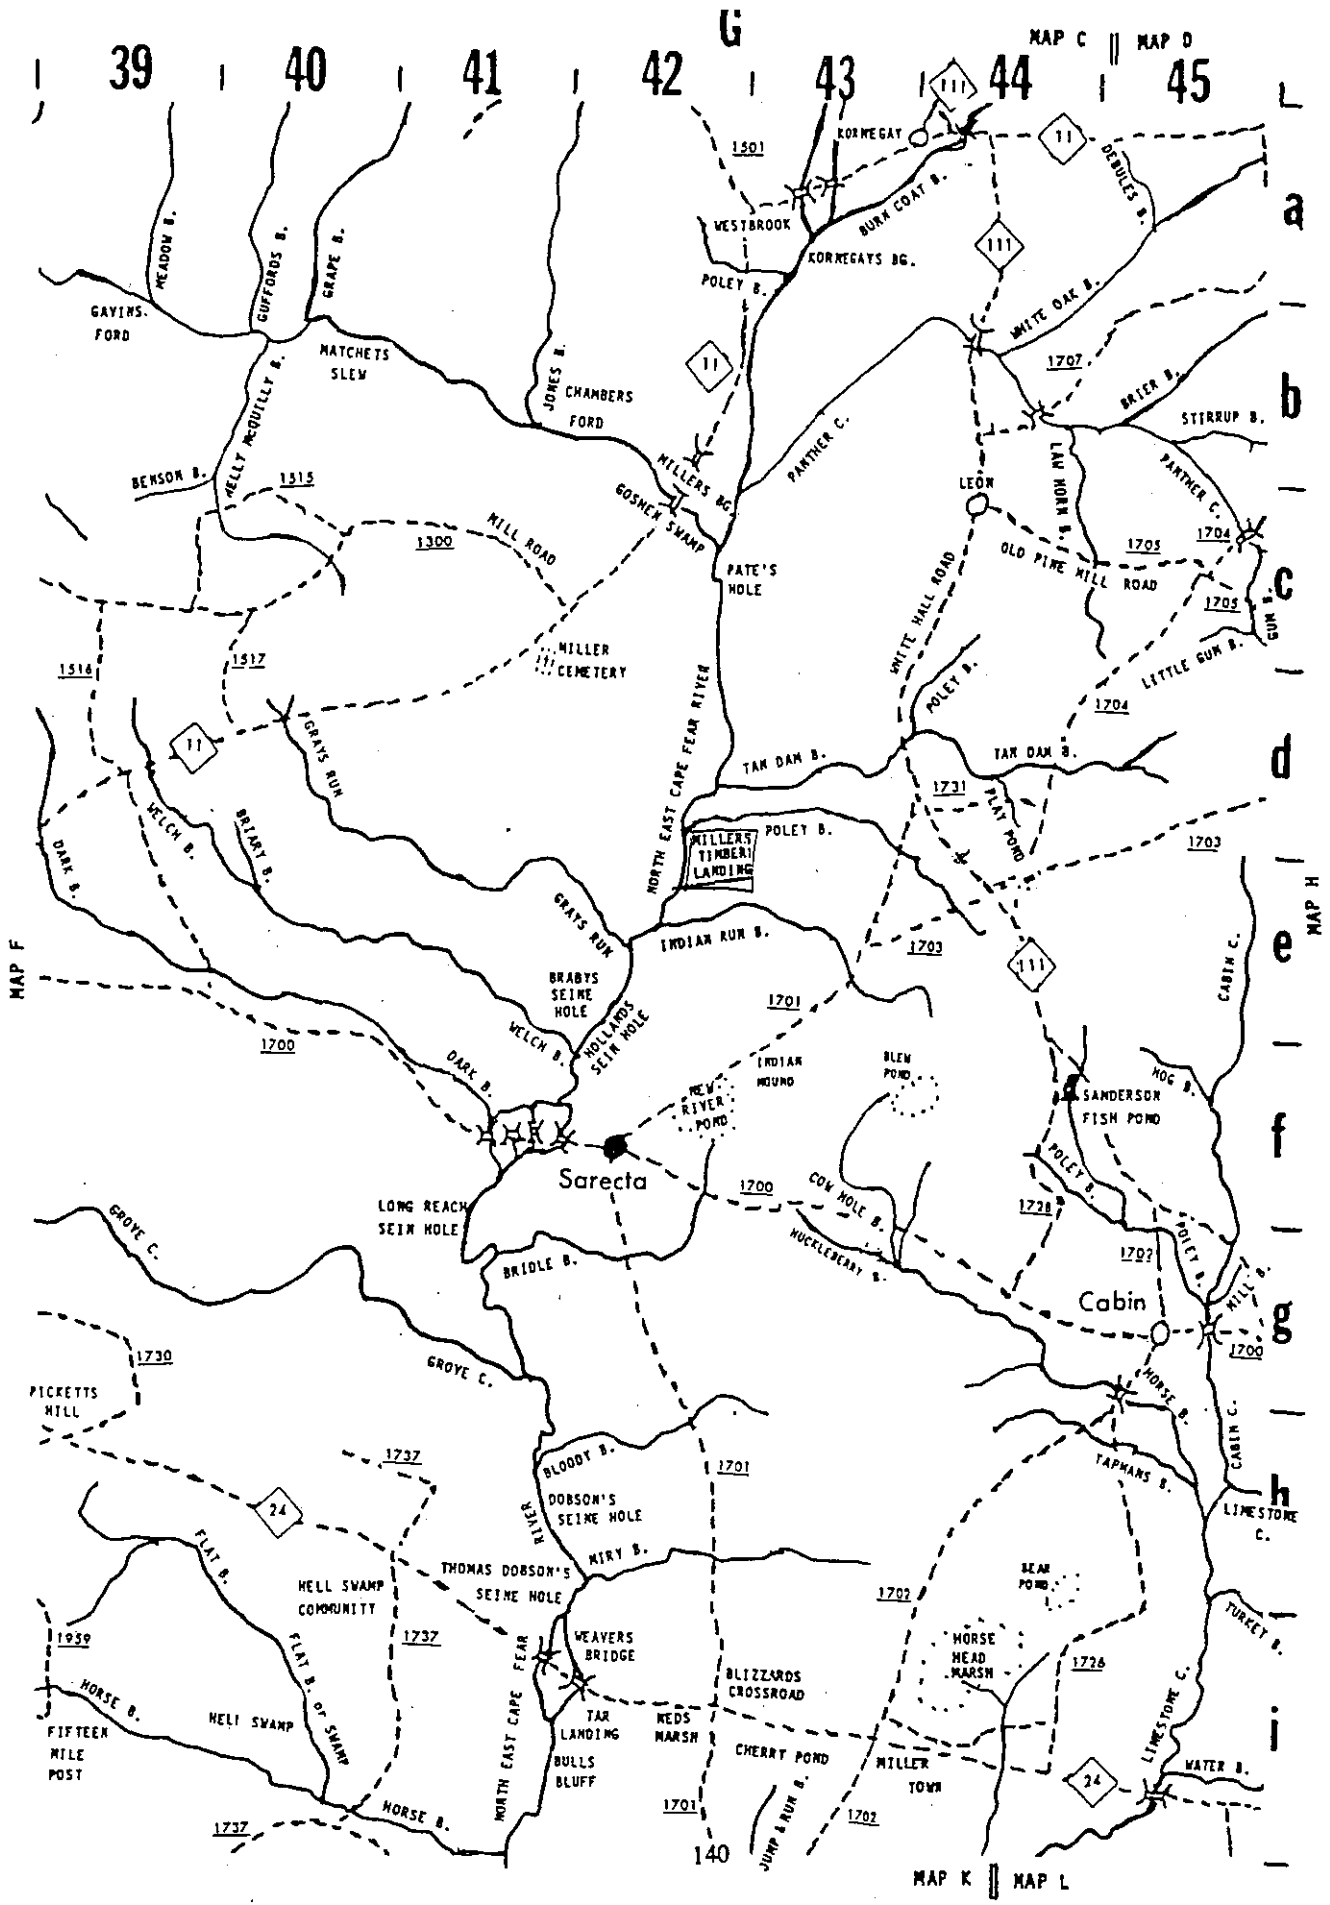 G
MAP C || MAP D
39
40
41
42
43
44
45
111
KORNEGAY
11
1501
DEBULES B.
a
MEADOW B.
GUFFORDS B.
GRAPE B.
WESTBROOK
BURN COAT B.
111
KORNEGAYS BG.
POLEY B.
GAVINS.
FORD
WHITE OAK B.
MATCHETS
SLEW
11
1707
JONES B.
CHAMBERS
FORD
BRIER B.
b
STIRRUP B.
NELLY McQUILLY B.
PANTHER C.
BENSON B.
1515
MILLERS BG.
LAW HORN B.
PANTHER C.
LEON
GOSHEN SWAMP
MILL ROAD
1300
1704
1705
OLD PINE MILL ROAD
PATE'S
HOLE
WHITE HALL ROAD
c
1705
GUN B.
MILLER
CEMETERY
1516
1517
LITTLE GUN B.
POLEY B.
1704
NORTH EAST CAPE FEAR RIVER
11
GRAYS RUN
TAN DAM B.
TAN DAM B.
d
1731
FLAT POND
WELCH B.
BRIARY B.
POLEY B.
1703
MILLERS
TIMBER
LANDING
DARK B.
MAP H
GRAYS RUN
INDIAN RUN B.
1703
e
111
CABIN C.
MAP F
BRABYS
SEINE
HOLE
1701
HOLLANDS
SEIN HOLE
WELCH B.
1700
DARK B.
INDIAN
MOUND
BLEW
POND
HOG B.
NEW
RIVER
POND
SANDERSON
FISH POND
f
Sarecta
POLEY B.
1700
COW HOLE B.
LONG REACH
SEIN HOLE
1728
GROVE C.
HUCKLEBERRY B.
BRIDLE B.
1702
POLEY B.
MILL B.
Cabin
g
1730
GROVE C.
1700
PICKETTS
HILL
HORSE B.
CABIN C.
1737
BLOODY B.
1701
TAPMANS B.
24
DOBSON'S
SEINE HOLE
RIVER
h
LIMESTONE
C.
FLAT B.
MIRY B.
THOMAS DOBSON'S
SEINE HOLE
HELL SWAMP
COMMUNITY
BEAR
POND
1702
TURKEY B.
1959
1737
WEAVERS
BRIDGE
HORSE
HEAD
MARSH
1726
FLAT B. OF SWAMP
HORSE B.
BLIZZARDS
CROSSROAD
HELL SWAMP
NORTH EAST CAPE FEAR
TAR
LANDING
NEDS
MARSH
LIMESTONE C.
i
FIFTEEN
MILE
POST
BULLS
BLUFF
CHERRY POND
MILLER
TOWN
WATER B.
24
HORSE B.
1737
1701
JUMP & RUN B.
1702
140
MAP K || MAP L